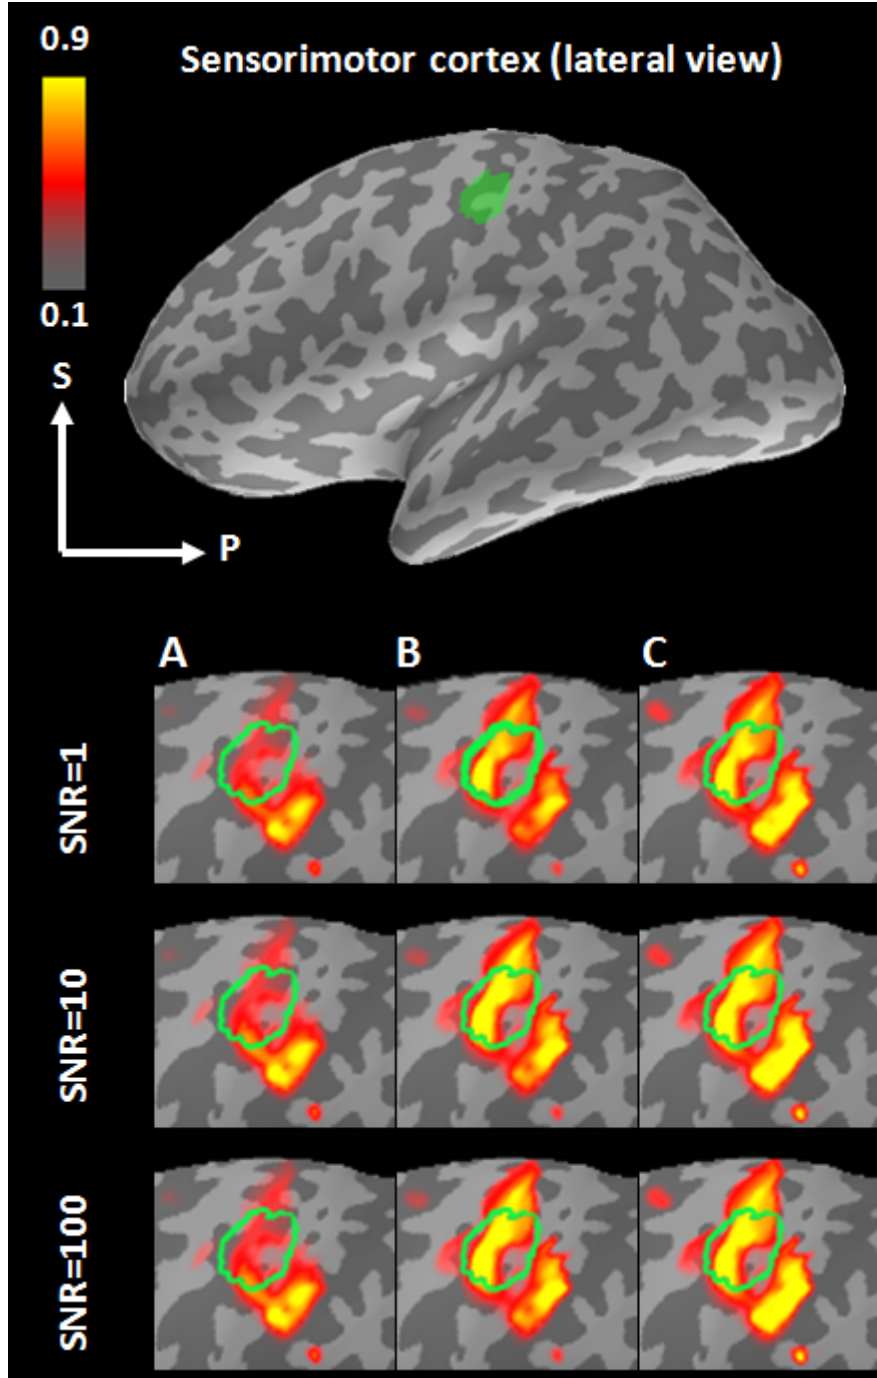 0.9
Sensorimotor cortex (lateral view)
0.1
S
P
A B C
SNR=1
SNR=10
SNR=100